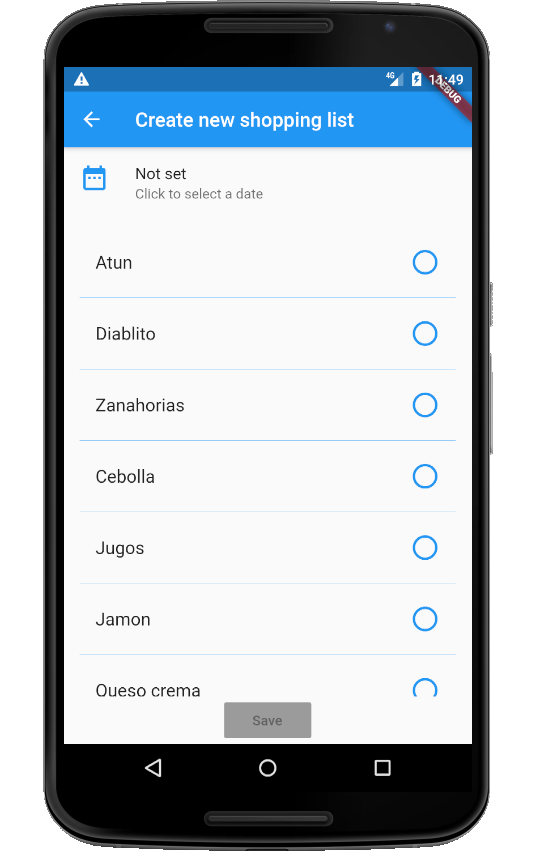 4G 11:49
DEBUG
Create new shopping list
Not set
Click to select a date
Atun
Diablito
Zanahorias
Cebolla
Jugos
Jamon
Queso crema
Save